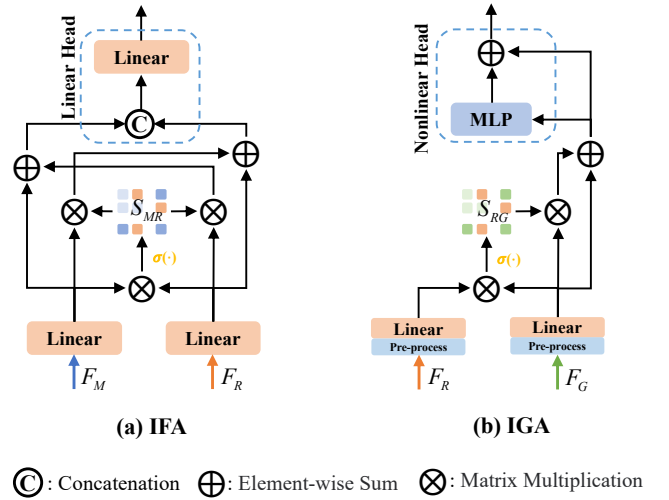 Linear Head
Linear
C
S_MR
σ(·)
Linear
Linear
F_M
F_R
(a) IFA
Nonlinear Head
MLP
S_RG
σ(·)
Linear
Pre-process
Linear
Pre-process
F_R
F_G
(b) IGA
C : Concatenation ⊕ : Element-wise Sum ⊗ : Matrix Multiplication